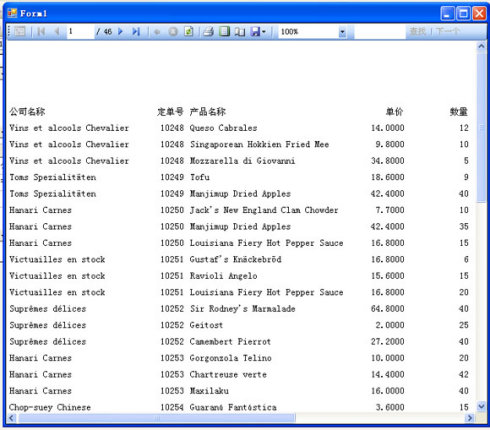 Form1
1 / 46 100% 查找 | 下一个
公司名称 定单号 产品名称 单价 数量
Vins et alcools Chevalier 10248 Queso Cabrales 14.0000 12
Vins et alcools Chevalier 10248 Singaporean Hokkien Fried Mee 9.8000 10
Vins et alcools Chevalier 10248 Mozzarella di Giovanni 34.8000 5
Toms Spezialitäten 10249 Tofu 18.6000 9
Toms Spezialitäten 10249 Manjimup Dried Apples 42.4000 40
Hanari Carnes 10250 Jack's New England Clam Chowder 7.7000 10
Hanari Carnes 10250 Manjimup Dried Apples 42.4000 35
Hanari Carnes 10250 Louisiana Fiery Hot Pepper Sauce 16.8000 15
Victuailles en stock 10251 Gustaf's Knäckebröd 16.8000 6
Victuailles en stock 10251 Ravioli Angelo 15.6000 15
Victuailles en stock 10251 Louisiana Fiery Hot Pepper Sauce 16.8000 20
Suprêmes délices 10252 Sir Rodney's Marmalade 64.8000 40
Suprêmes délices 10252 Geitost 2.0000 25
Suprêmes délices 10252 Camembert Pierrot 27.2000 40
Hanari Carnes 10253 Gorgonzola Telino 10.0000 20
Hanari Carnes 10253 Chartreuse verte 14.4000 42
Hanari Carnes 10253 Maxilaku 16.0000 40
Chop-suey Chinese 10254 Guaraná Fantástica 3.6000 15